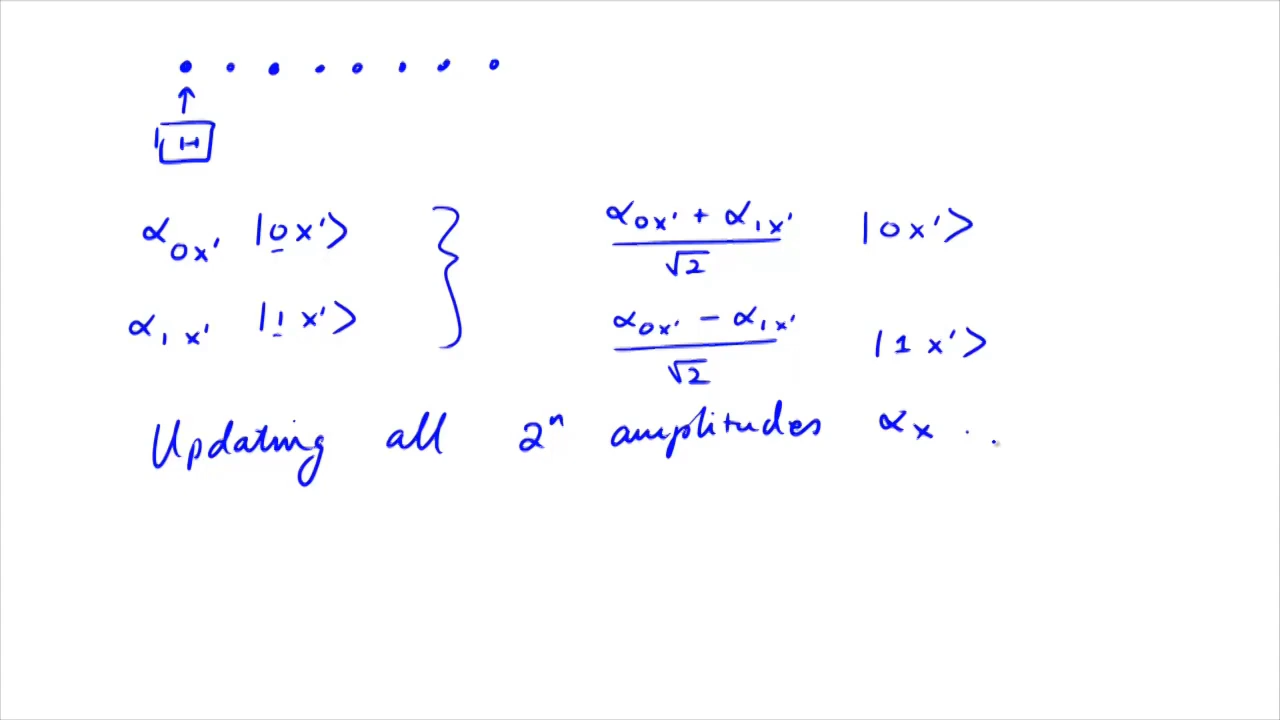 H
α₀ₓ′ |0x′⟩ } (α₀ₓ′ + α₁ₓ′)/√2 |0x′⟩
α₁ₓ′ |1x′⟩ (α₀ₓ′ − α₁ₓ′)/√2 |1x′⟩
Updating all 2ⁿ amplitudes αₓ ..